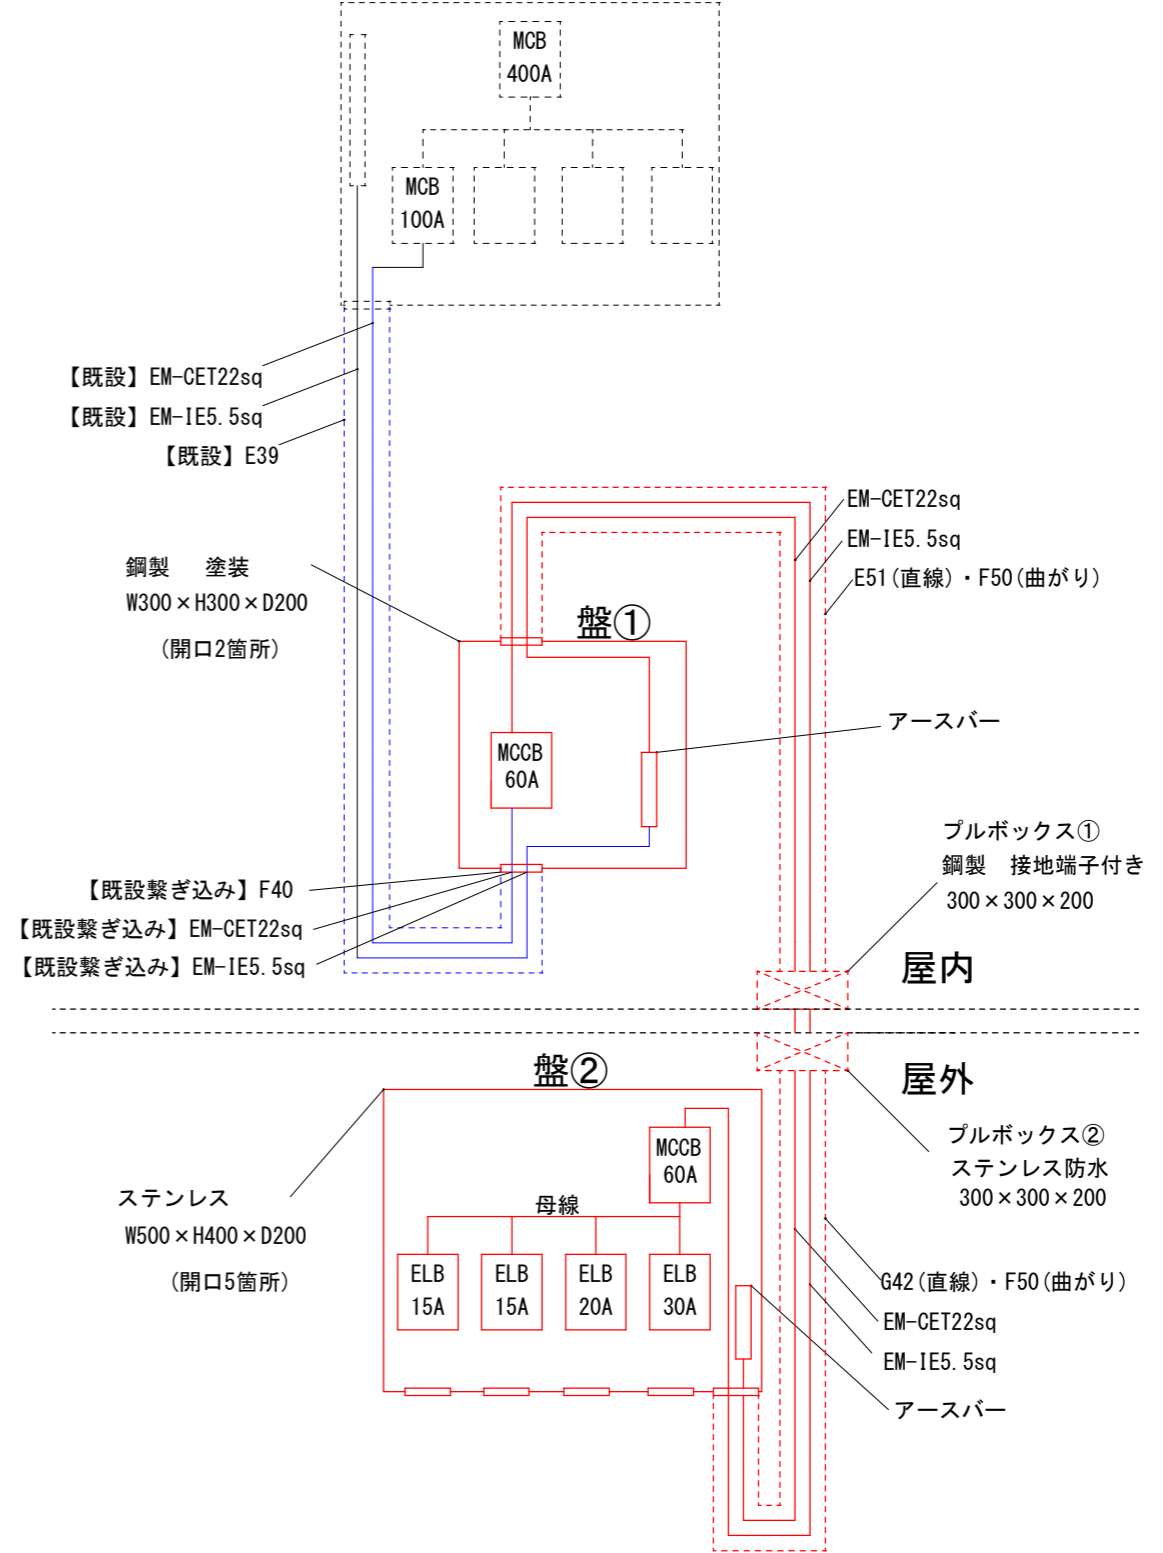 MCB
400A
MCB
100A
【既設】EM-CET22sq
【既設】EM-IE5.5sq
【既設】E39
EM-CET22sq
EM-IE5.5sq
E51(直線)・F50(曲がり)
鋼製 塗装
W300×H300×D200
(開口2箇所)
盤①
アースバー
MCCB
60A
プルボックス①
鋼製 接地端子付き
300×300×200
【既設繋ぎ込み】F40
【既設繋ぎ込み】EM-CET22sq
【既設繋ぎ込み】EM-IE5.5sq
屋内
盤②
屋外
プルボックス②
ステンレス防水
300×300×200
MCCB
60A
ステンレス
W500×H400×D200
(開口5箇所)
母線
ELB
15A
ELB
15A
ELB
20A
ELB
30A
G42(直線)・F50(曲がり)
EM-CET22sq
EM-IE5.5sq
アースバー